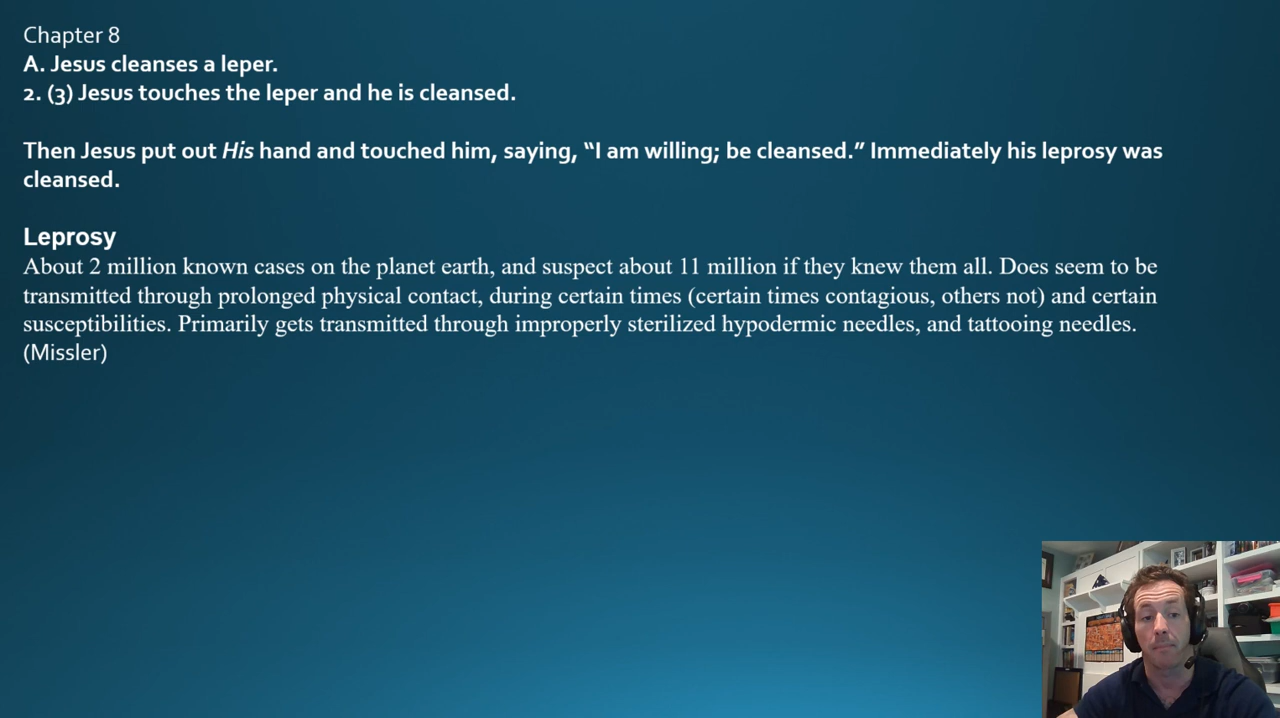 Chapter 8
A. Jesus cleanses a leper.
2. (3) Jesus touches the leper and he is cleansed.
Then Jesus put out His hand and touched him, saying, “I am willing; be cleansed.” Immediately his leprosy was
cleansed.
Leprosy
About 2 million known cases on the planet earth, and suspect about 11 million if they knew them all. Does seem to be
transmitted through prolonged physical contact, during certain times (certain times contagious, others not) and certain
susceptibilities. Primarily gets transmitted through improperly sterilized hypodermic needles, and tattooing needles.
(Missler)